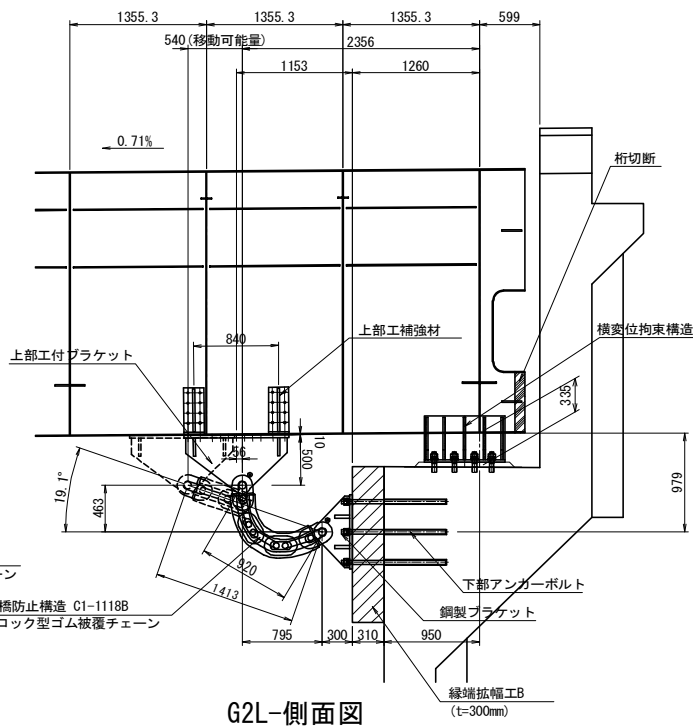 1355.3 1355.3 1355.3 599
540(移動可能量) 2356
1153 1260
0.71%
桁切断
840
上部工補強材
横変位拘束構造
上部工付ブラケット
335
10
56
500
19.1°
463
979
920
1413
下部アンカーボルト
ン
橋防止構造 C1-1118B
ロック型ゴム被覆チェーン
鋼製ブラケット
795 300 310 950
縁端拡幅工B
(t=300mm)
G2L-側面図